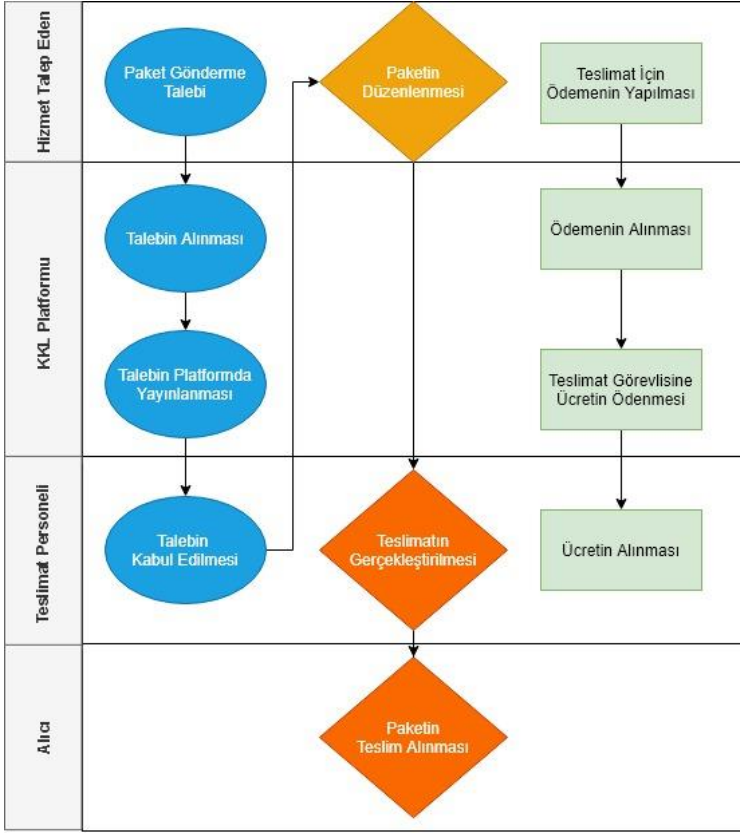 Hizmet Talep Eden
Paket Gönderme
Talebi
Paketin
Düzenlenmesi
Teslimat İçin
Ödemenin Yapılması
KKL Platformu
Talebin Alınması
Ödemenin Alınması
Talebin Platformda
Yayınlanması
Teslimat Görevlisine
Ücretin Ödenmesi
Teslimat Personeli
Talebin
Kabul Edilmesi
Teslimatın
Gerçekleştirilmesi
Ücretin Alınması
Alıcı
Paketin
Teslim Alınması